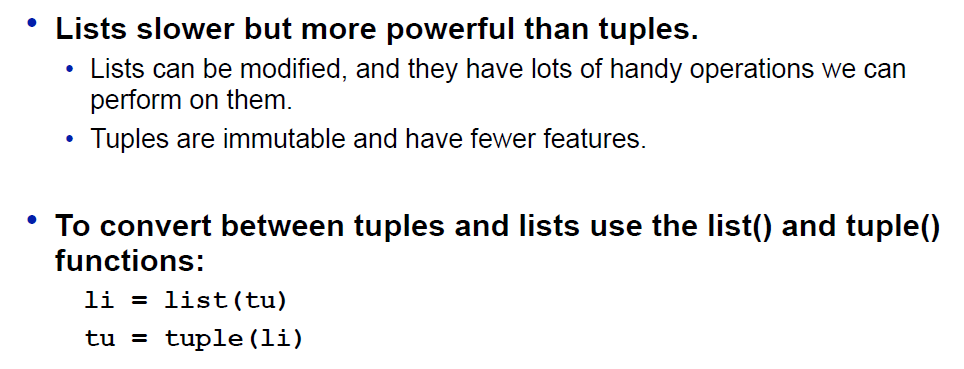 • Lists slower but more powerful than tuples.
• Lists can be modified, and they have lots of handy operations we can
perform on them.
• Tuples are immutable and have fewer features.
• To convert between tuples and lists use the list() and tuple()
functions:
li = list(tu)
tu = tuple(li)